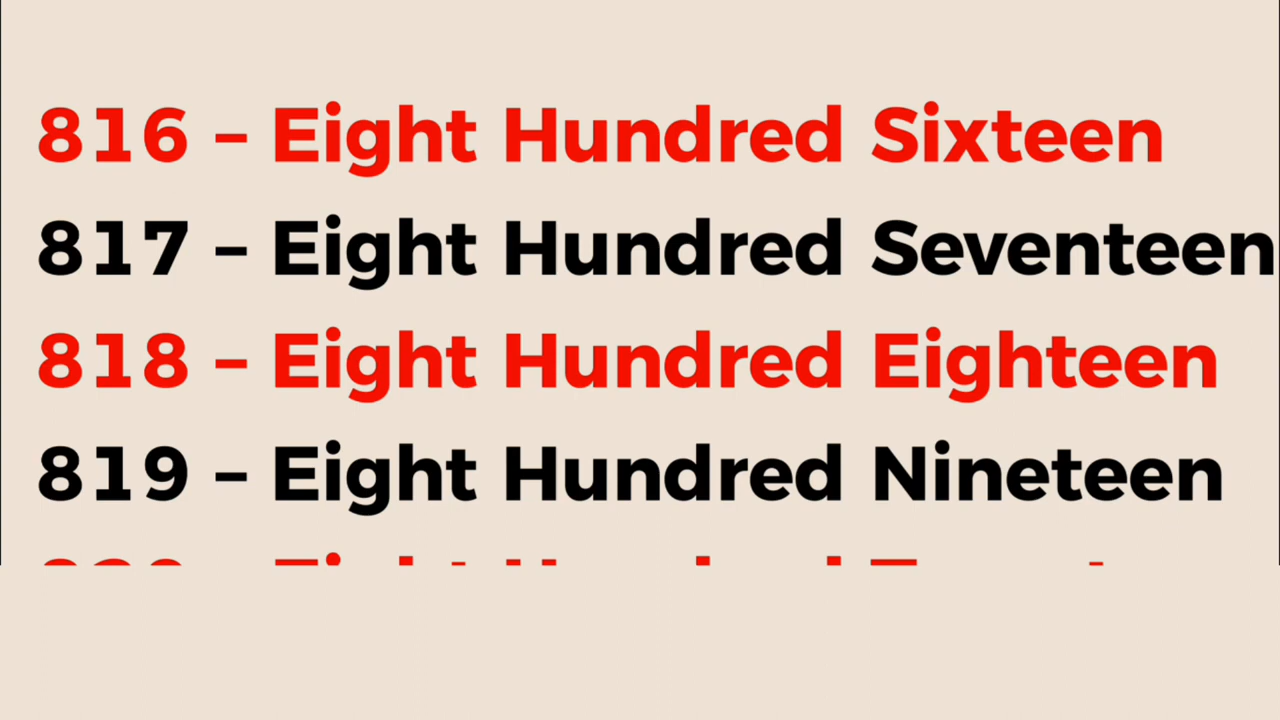 816 – Eight Hundred Sixteen
817 – Eight Hundred Seventeen
818 – Eight Hundred Eighteen
819 – Eight Hundred Nineteen